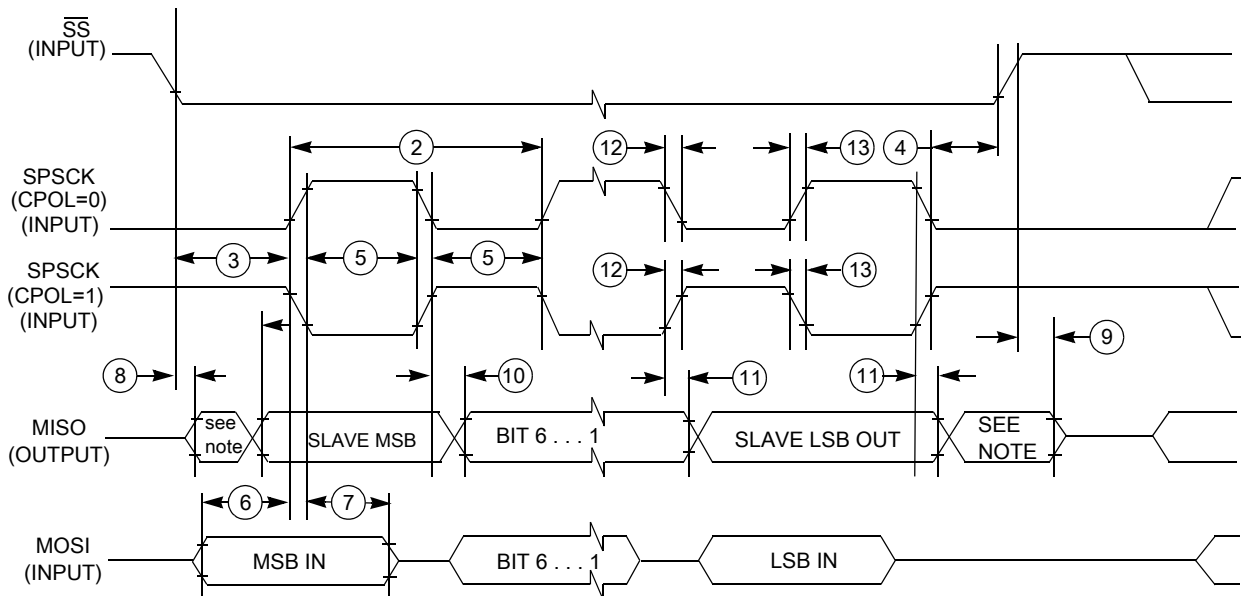 SS
(INPUT)
2
12
13
4
SPSCK
(CPOL=0)
(INPUT)
3
5
5
SPSCK
(CPOL=1)
(INPUT)
12
13
9
8
10
11
11
MISO
(OUTPUT)
see
note
SLAVE MSB
BIT 6 . . . 1
SLAVE LSB OUT
SEE
NOTE
6
7
MOSI
(INPUT)
MSB IN
BIT 6 . . . 1
LSB IN